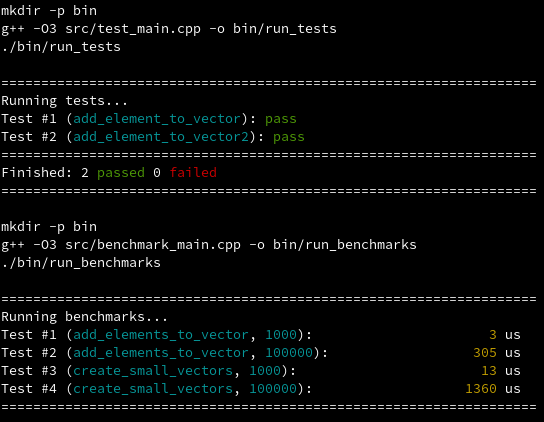 mkdir -p bin
g++ -O3 src/test_main.cpp -o bin/run_tests
./bin/run_tests
===================================================================
Running tests...
Test #1 (add_element_to_vector): pass
Test #2 (add_element_to_vector2): pass
===================================================================
Finished: 2 passed 0 failed
===================================================================
mkdir -p bin
g++ -O3 src/benchmark_main.cpp -o bin/run_benchmarks
./bin/run_benchmarks
===================================================================
Running benchmarks...
Test #1 (add_elements_to_vector, 1000): 3 us
Test #2 (add_elements_to_vector, 100000): 305 us
Test #3 (create_small_vectors, 1000): 13 us
Test #4 (create_small_vectors, 100000): 1360 us
===================================================================